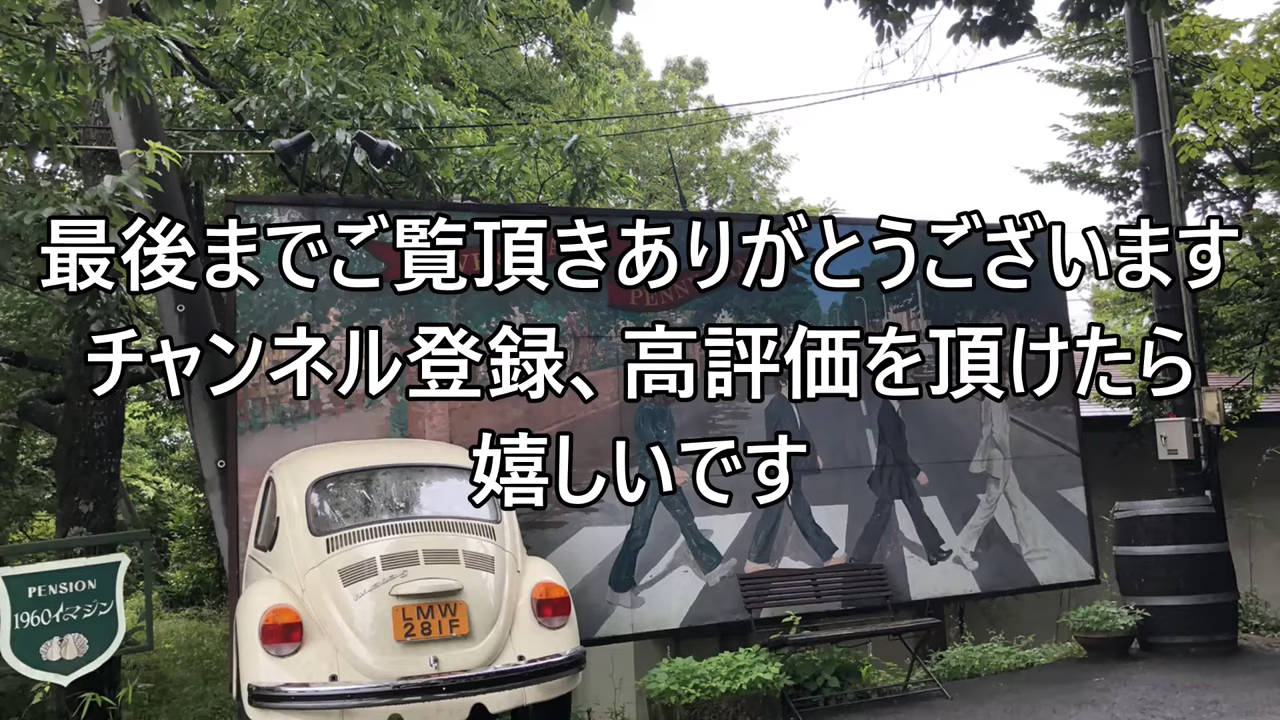 最後までご覧頂きありがとうございます
チャンネル登録、高評価を頂けたら
嬉しいです
PENSION
1960イマジン
LMW
281F